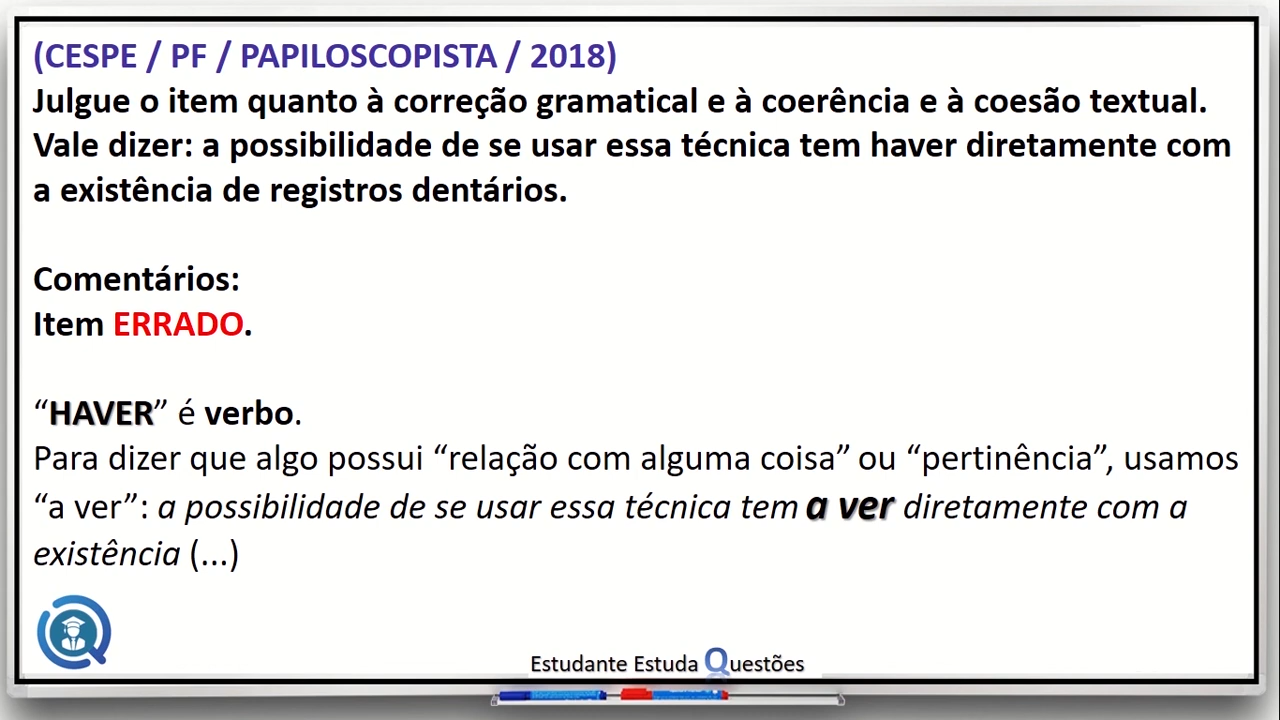 (CESPE / PF / PAPILOSCOPISTA / 2018)
Julgue o item quanto à correção gramatical e à coerência e à coesão textual.
Vale dizer: a possibilidade de se usar essa técnica tem haver diretamente com
a existência de registros dentários.
Comentários:
Item ERRADO.
“HAVER” é verbo.
Para dizer que algo possui “relação com alguma coisa” ou “pertinência”, usamos
“a ver”: a possibilidade de se usar essa técnica tem a ver diretamente com a
existência (...)
Estudante Estuda Questões